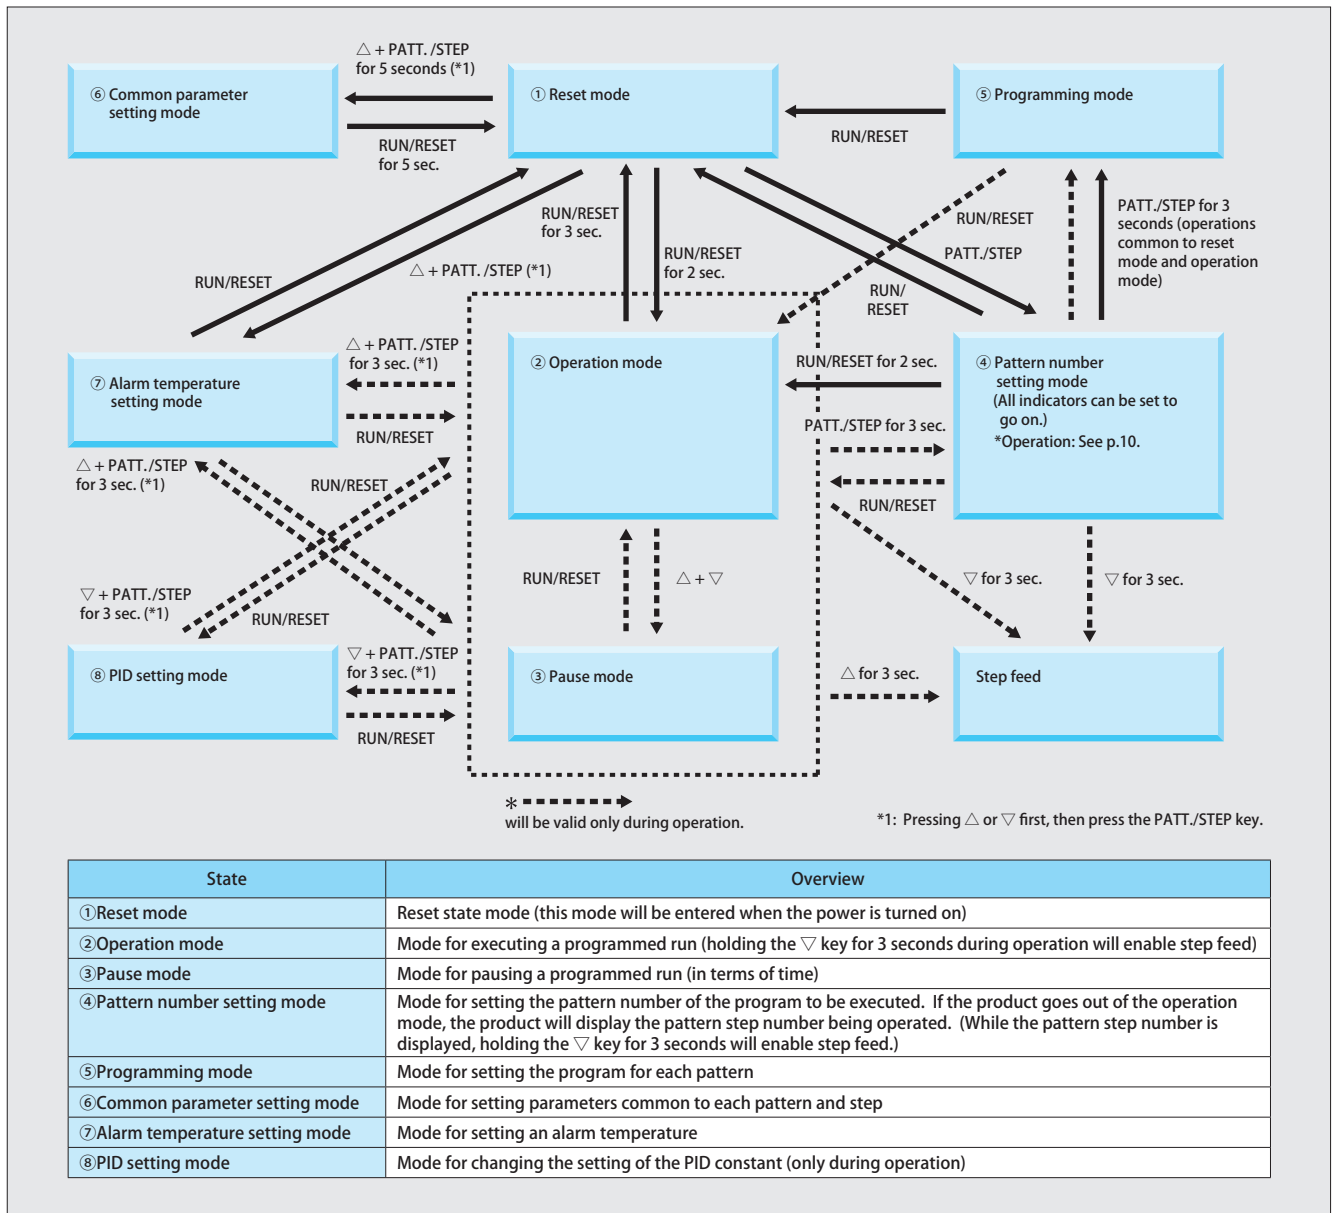 △ + PATT. /STEP
for 5 seconds (*1)
⑥ Common parameter
setting mode
① Reset mode
⑤ Programming mode
RUN/RESET
for 5 sec.
RUN/RESET
RUN/RESET
for 3 sec.
RUN/RESET
PATT./STEP for 3
seconds (operations
common to reset
mode and operation
mode)
RUN/RESET
for 2 sec.
PATT./STEP
RUN/RESET
△ + PATT. /STEP (*1)
RUN/
RESET
△ + PATT. /STEP
for 3 sec. (*1)
⑦ Alarm temperature
setting mode
② Operation mode
RUN/RESET for 2 sec.
④ Pattern number
setting mode
(All indicators can be set to
go on.)
*Operation: See p.10.
RUN/RESET
PATT./STEP for 3 sec.
△ + PATT. /STEP
for 3 sec. (*1)
RUN/RESET
RUN/RESET
RUN/RESET
△ + ▽
▽ for 3 sec.
▽ for 3 sec.
▽ + PATT. /STEP
for 3 sec. (*1)
RUN/RESET
▽ + PATT. /STEP
for 3 sec. (*1)
⑧ PID setting mode
③ Pause mode
△ for 3 sec.
Step feed
RUN/RESET
*
will be valid only during operation.
*1: Pressing △ or ▽ first, then press the PATT./STEP key.
State Overview
①Reset mode Reset state mode (this mode will be entered when the power is turned on)
②Operation mode Mode for executing a programmed run (holding the ▽ key for 3 seconds during operation will enable step feed)
③Pause mode Mode for pausing a programmed run (in terms of time)
④Pattern number setting mode Mode for setting the pattern number of the program to be executed. If the product goes out of the operation
mode, the product will display the pattern step number being operated. (While the pattern step number is
displayed, holding the ▽ key for 3 seconds will enable step feed.)
⑤Programming mode Mode for setting the program for each pattern
⑥Common parameter setting mode Mode for setting parameters common to each pattern and step
⑦Alarm temperature setting mode Mode for setting an alarm temperature
⑧PID setting mode Mode for changing the setting of the PID constant (only during operation)